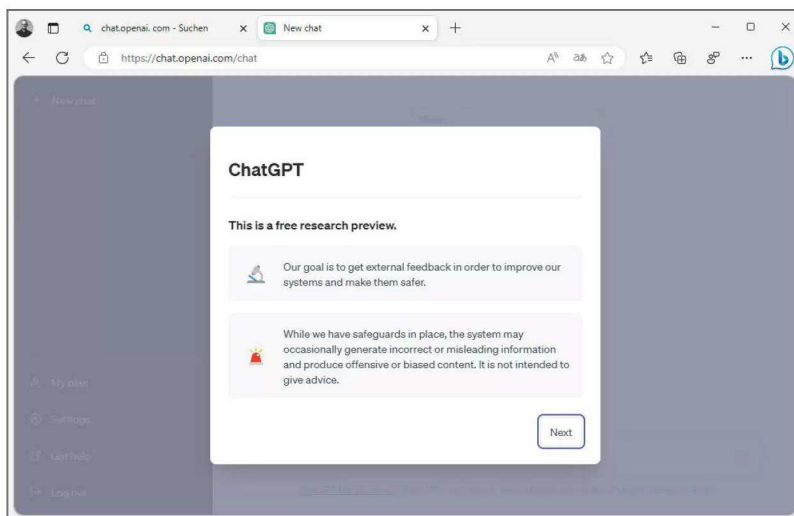 chat.openai. com - Suchen
New chat
https://chat.openai.com/chat
New chat
ChatGPT
This is a free research preview.
Our goal is to get external feedback in order to improve our
systems and make them safer.
While we have safeguards in place, the system may
occasionally generate incorrect or misleading information
and produce offensive or biased content. It is not intended to
give advice.
Next
My plan
Settings
Get help
Log out